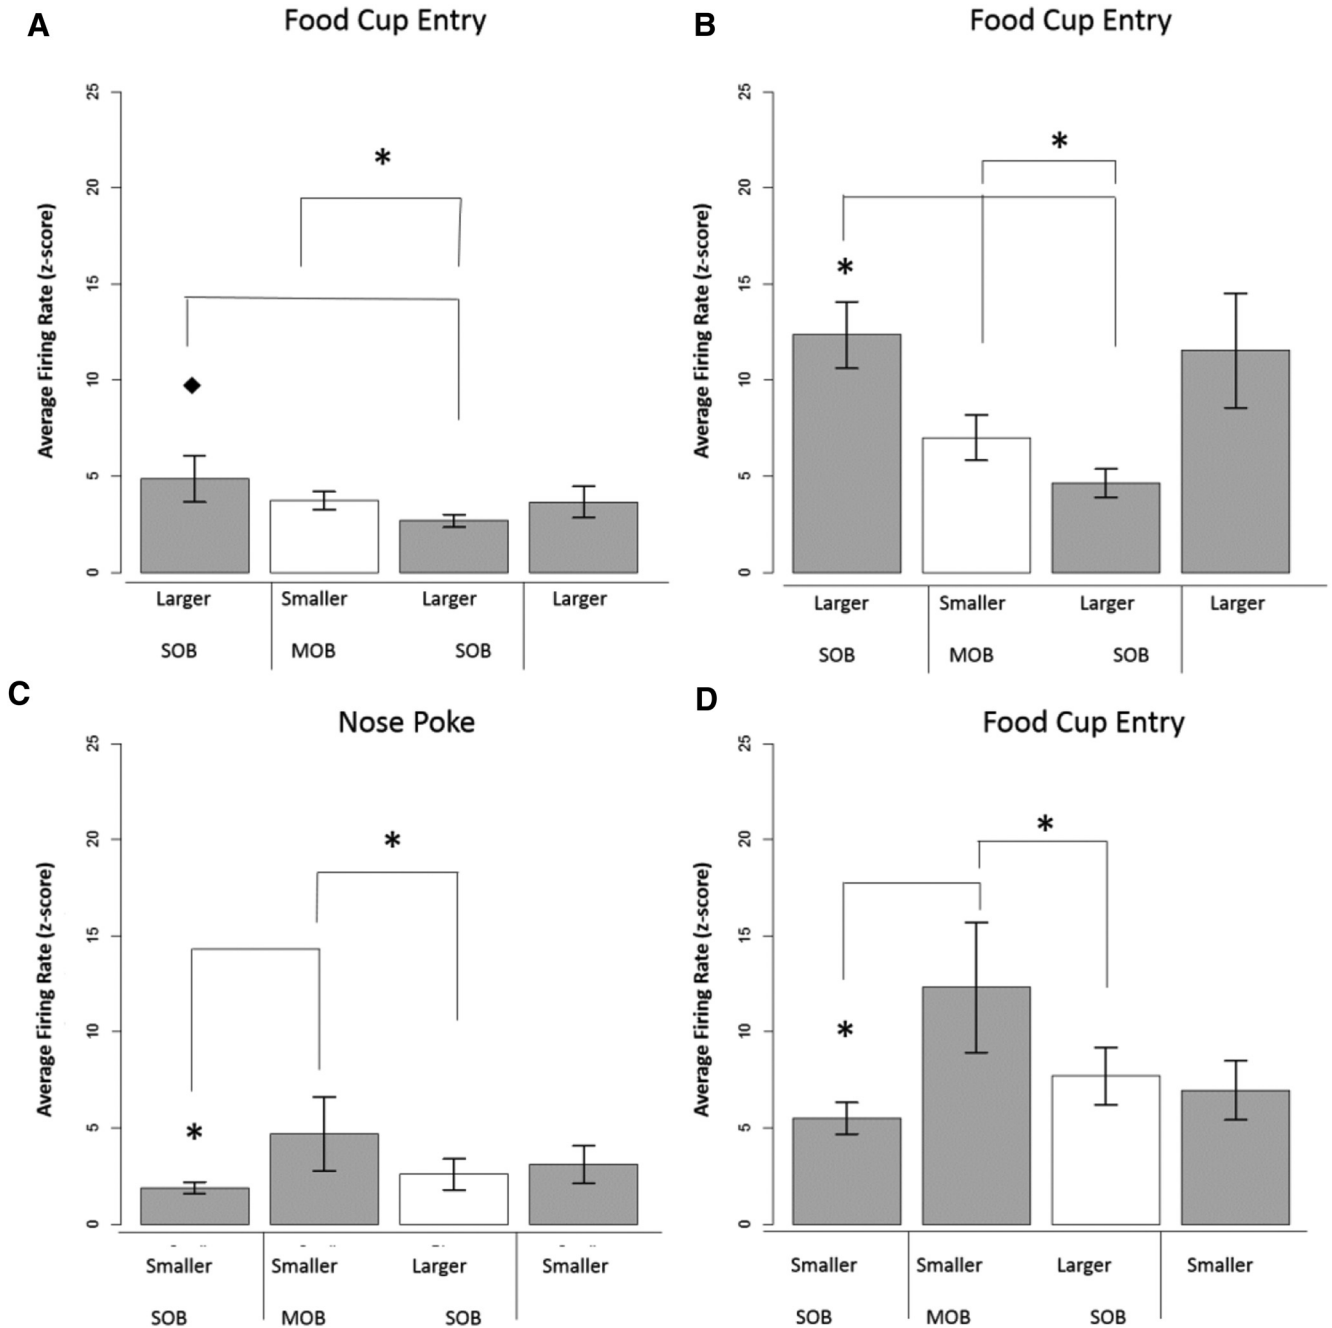 A
Food Cup Entry
25
20
15
10
5
0
Average Firing Rate (z-score)
*
◆
Larger Smaller Larger Larger
SOB MOB SOB
B
Food Cup Entry
25
20
15
10
5
0
Average Firing Rate (z-score)
*
*
Larger Smaller Larger Larger
SOB MOB SOB
C
Nose Poke
25
20
15
10
5
0
Average Firing Rate (z-score)
*
*
Smaller Smaller Larger Smaller
SOB MOB SOB
D
Food Cup Entry
25
20
15
10
5
0
Average Firing Rate (z-score)
*
*
Smaller Smaller Larger Smaller
SOB MOB SOB